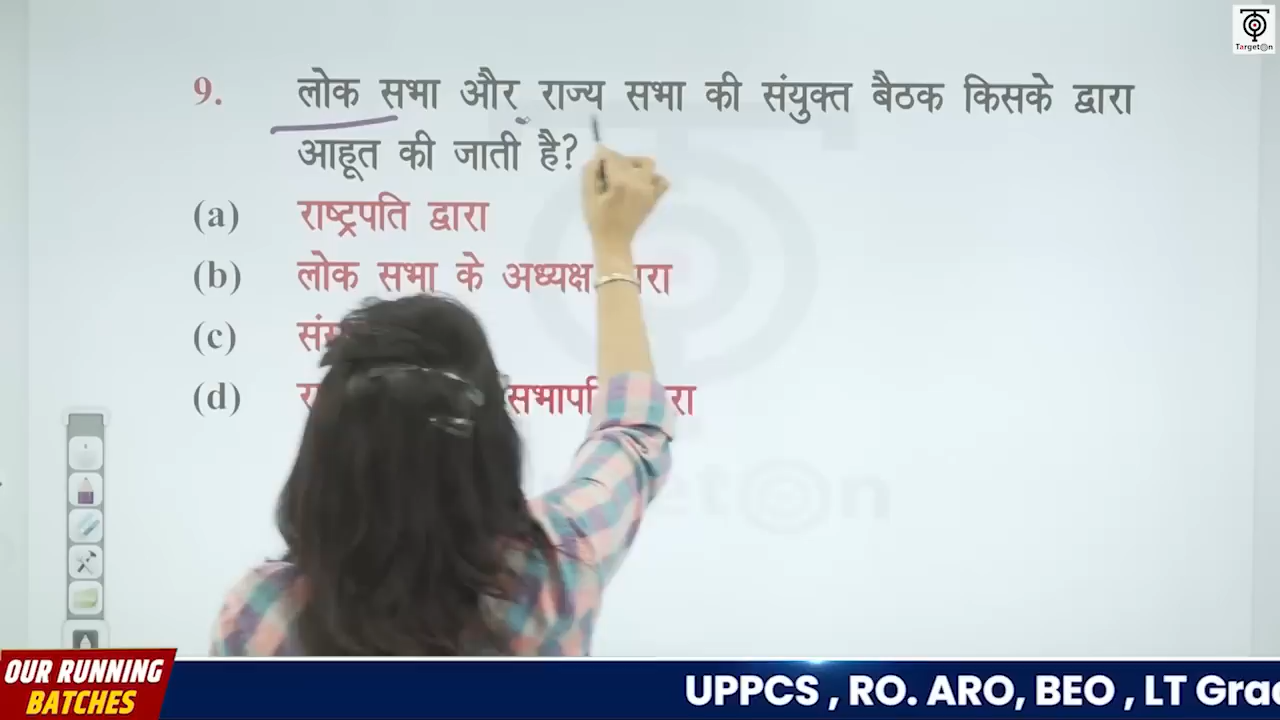 Target๏n
9. लोक सभा और राज्य सभा की संयुक्त बैठक किसके द्वारा
आहूत की जाती है?
(a) राष्ट्रपति द्वारा
(b) लोक सभा के अध्यक्ष
(c)
(d) सभापति
OUR RUNNING
BATCHES
UPPCS , RO. ARO, BEO , LT Grad